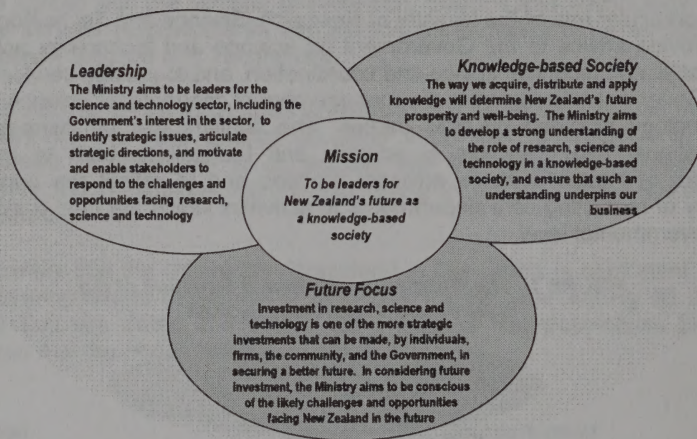 Leadership
The Ministry aims to be leaders for the
science and technology sector, including the
Government's interest in the sector, to
identify strategic issues, articulate
strategic directions, and motivate
and enable stakeholders to
respond to the challenges and
opportunities facing research,
science and technology
Knowledge-based Society
The way we acquire, distribute and apply
knowledge will determine New Zealand's future
prosperity and well-being. The Ministry aims
to develop a strong understanding of
the role of research, science and
technology in a knowledge-based
society, and ensure that such an
understanding underpins our
business
Mission
To be leaders for
New Zealand's future as
a knowledge-based
society
Future Focus
Investment in research, science and
technology is one of the more strategic
investments that can be made, by individuals,
firms, the community, and the Government, in
securing a better future. In considering future
investment, the Ministry aims to be conscious
of the likely challenges and opportunities
facing New Zealand in the future